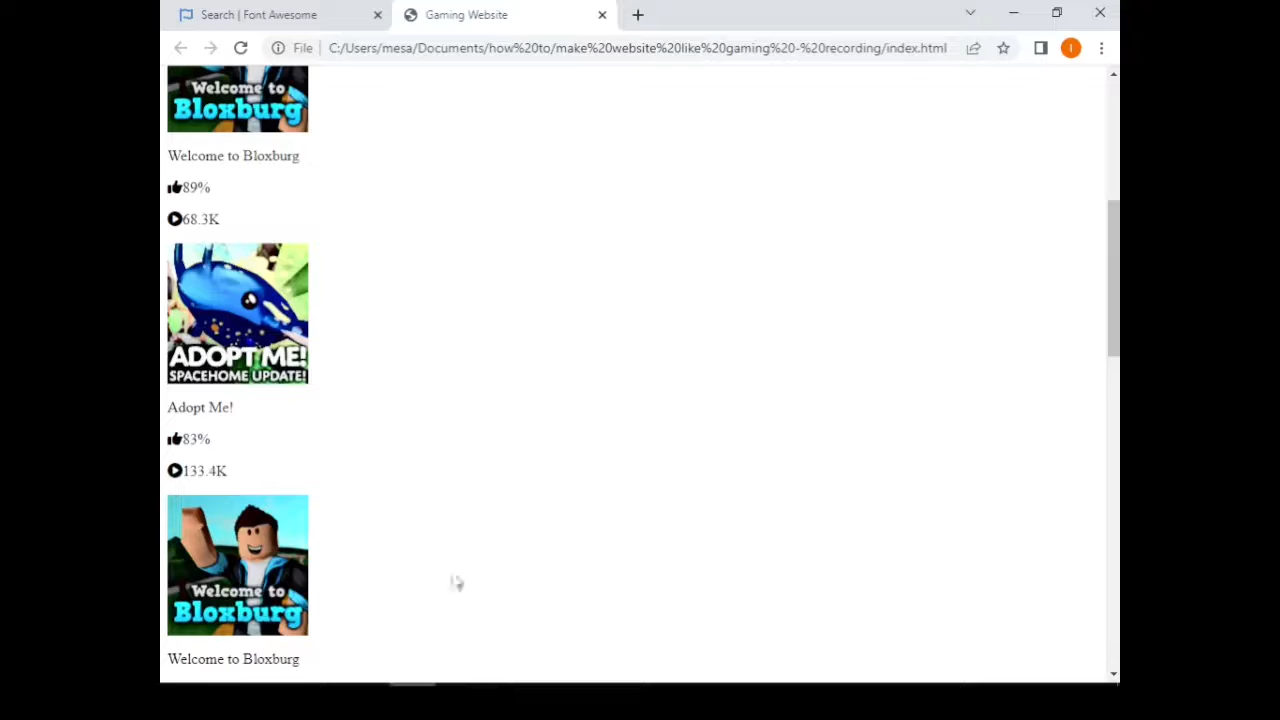 Search | Font Awesome
Gaming Website
File
C:/Users/mesa/Documents/how%20to/make%20website%20like%20gaming%20-%20recording/index.html
I
Welcome to
Bloxburg
Welcome to Bloxburg
89%
68.3K
ADOPT ME!
SPACEHOME UPDATE!
Adopt Me!
83%
133.4K
Welcome to
Bloxburg
Welcome to Bloxburg